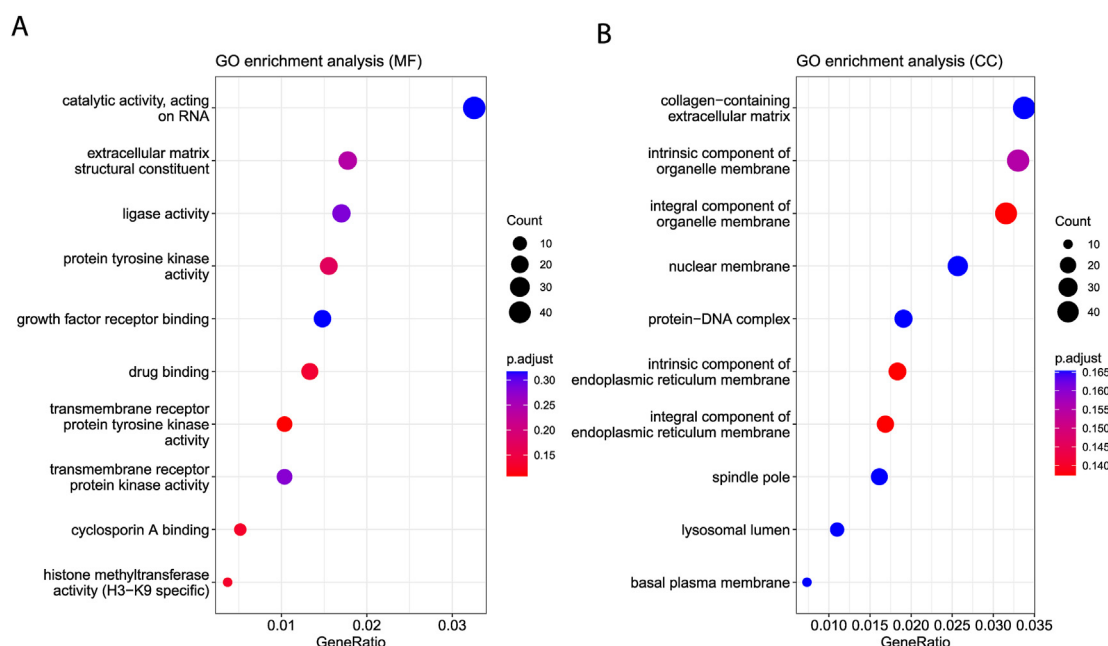 A
GO enrichment analysis (MF)
catalytic activity, acting
on RNA
extracellular matrix
structural constituent
ligase activity
protein tyrosine kinase
activity
growth factor receptor binding
drug binding
transmembrane receptor
protein tyrosine kinase
activity
transmembrane receptor
protein kinase activity
cyclosporin A binding
histone methyltransferase
activity (H3−K9 specific)
0.01
0.02
0.03
GeneRatio
Count
10
20
30
40
p.adjust
0.30
0.25
0.20
0.15
B
GO enrichment analysis (CC)
collagen−containing
extracellular matrix
intrinsic component of
organelle membrane
integral component of
organelle membrane
nuclear membrane
protein−DNA complex
intrinsic component of
endoplasmic reticulum membrane
integral component of
endoplasmic reticulum membrane
spindle pole
lysosomal lumen
basal plasma membrane
0.010
0.015
0.020
0.025
0.030
0.035
GeneRatio
Count
10
20
30
40
p.adjust
0.165
0.160
0.155
0.150
0.145
0.140